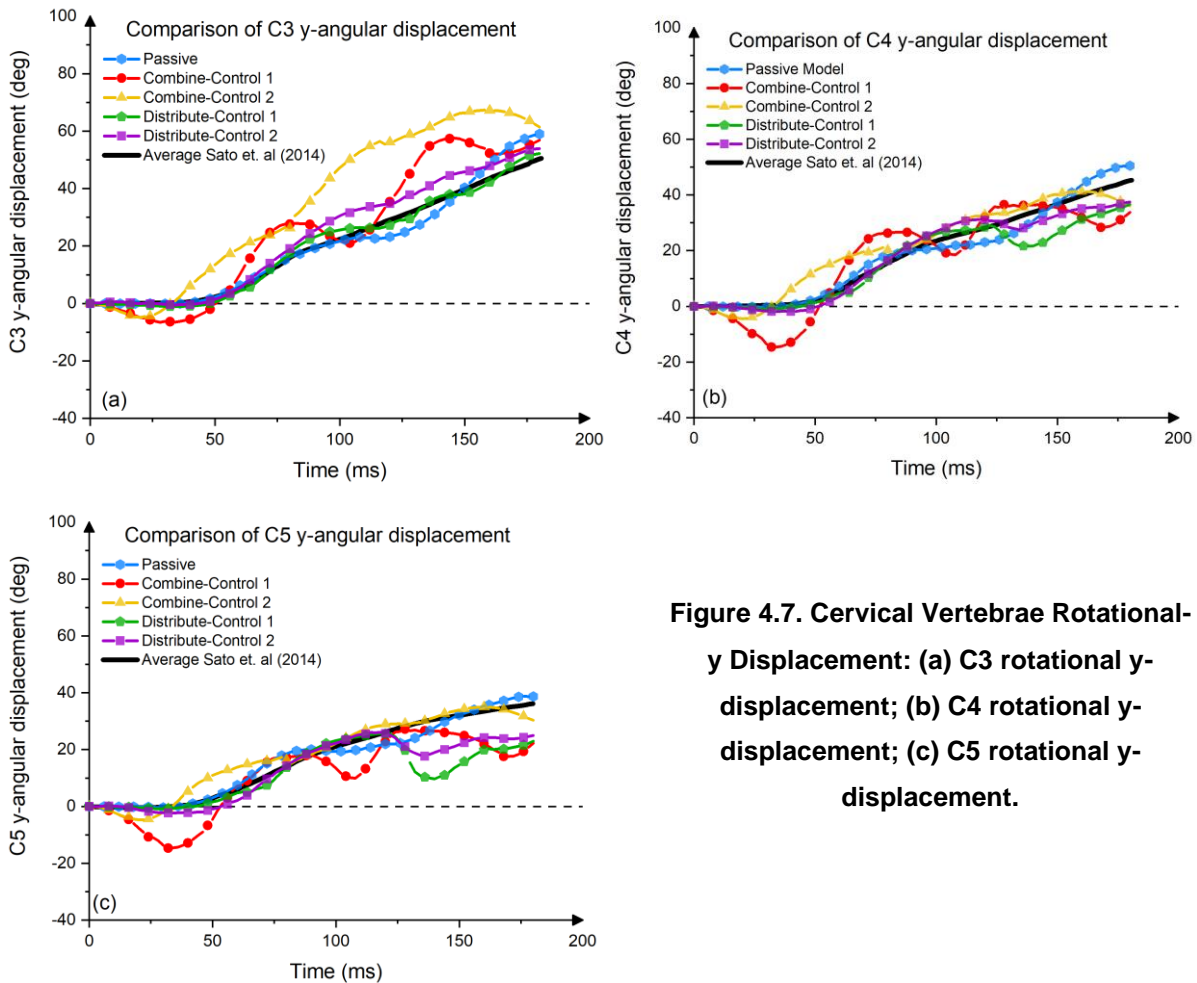 Comparison of C3 y-angular displacement
Passive
Combine-Control 1
Combine-Control 2
Distribute-Control 1
Distribute-Control 2
Average Sato et. al (2014)
C3 y-angular displacement (deg)
100
80
60
40
20
0
-20
-40
(a)
0 50 100 150 200
Time (ms)
Comparison of C4 y-angular displacement
Passive Model
Combine-Control 1
Combine-Control 2
Distribute-Control 1
Distribute-Control 2
Average Sato et. al (2014)
C4 y-angular displacement (deg)
100
80
60
40
20
0
-20
-40
(b)
0 50 100 150 200
Time (ms)
Comparison of C5 y-angular displacement
Passive
Combine-Control 1
Combine-Control 2
Distribute-Control 1
Distribute-Control 2
Average Sato et. al (2014)
C5 y-angular displacement (deg)
100
80
60
40
20
0
-20
-40
(c)
0 50 100 150 200
Time (ms)
Figure 4.7. Cervical Vertebrae Rotational-
y Displacement: (a) C3 rotational y-
displacement; (b) C4 rotational y-
displacement; (c) C5 rotational y-
displacement.